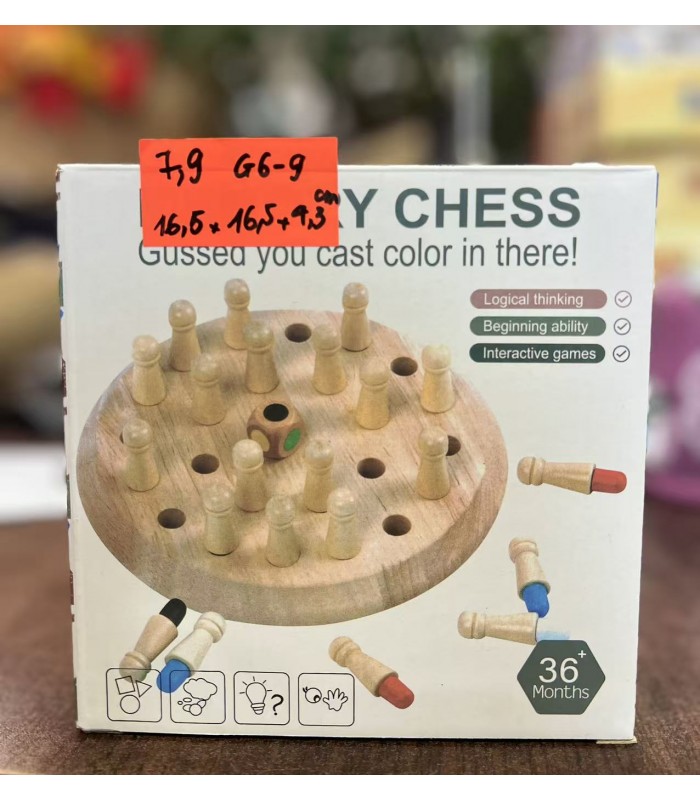 7,9 G6-9
16,5 x 16,5 x 9,3 cm
Y CHESS
Gussed you cast color in there!
Logical thinking
Beginning ability
Interactive games
?
36+
Months